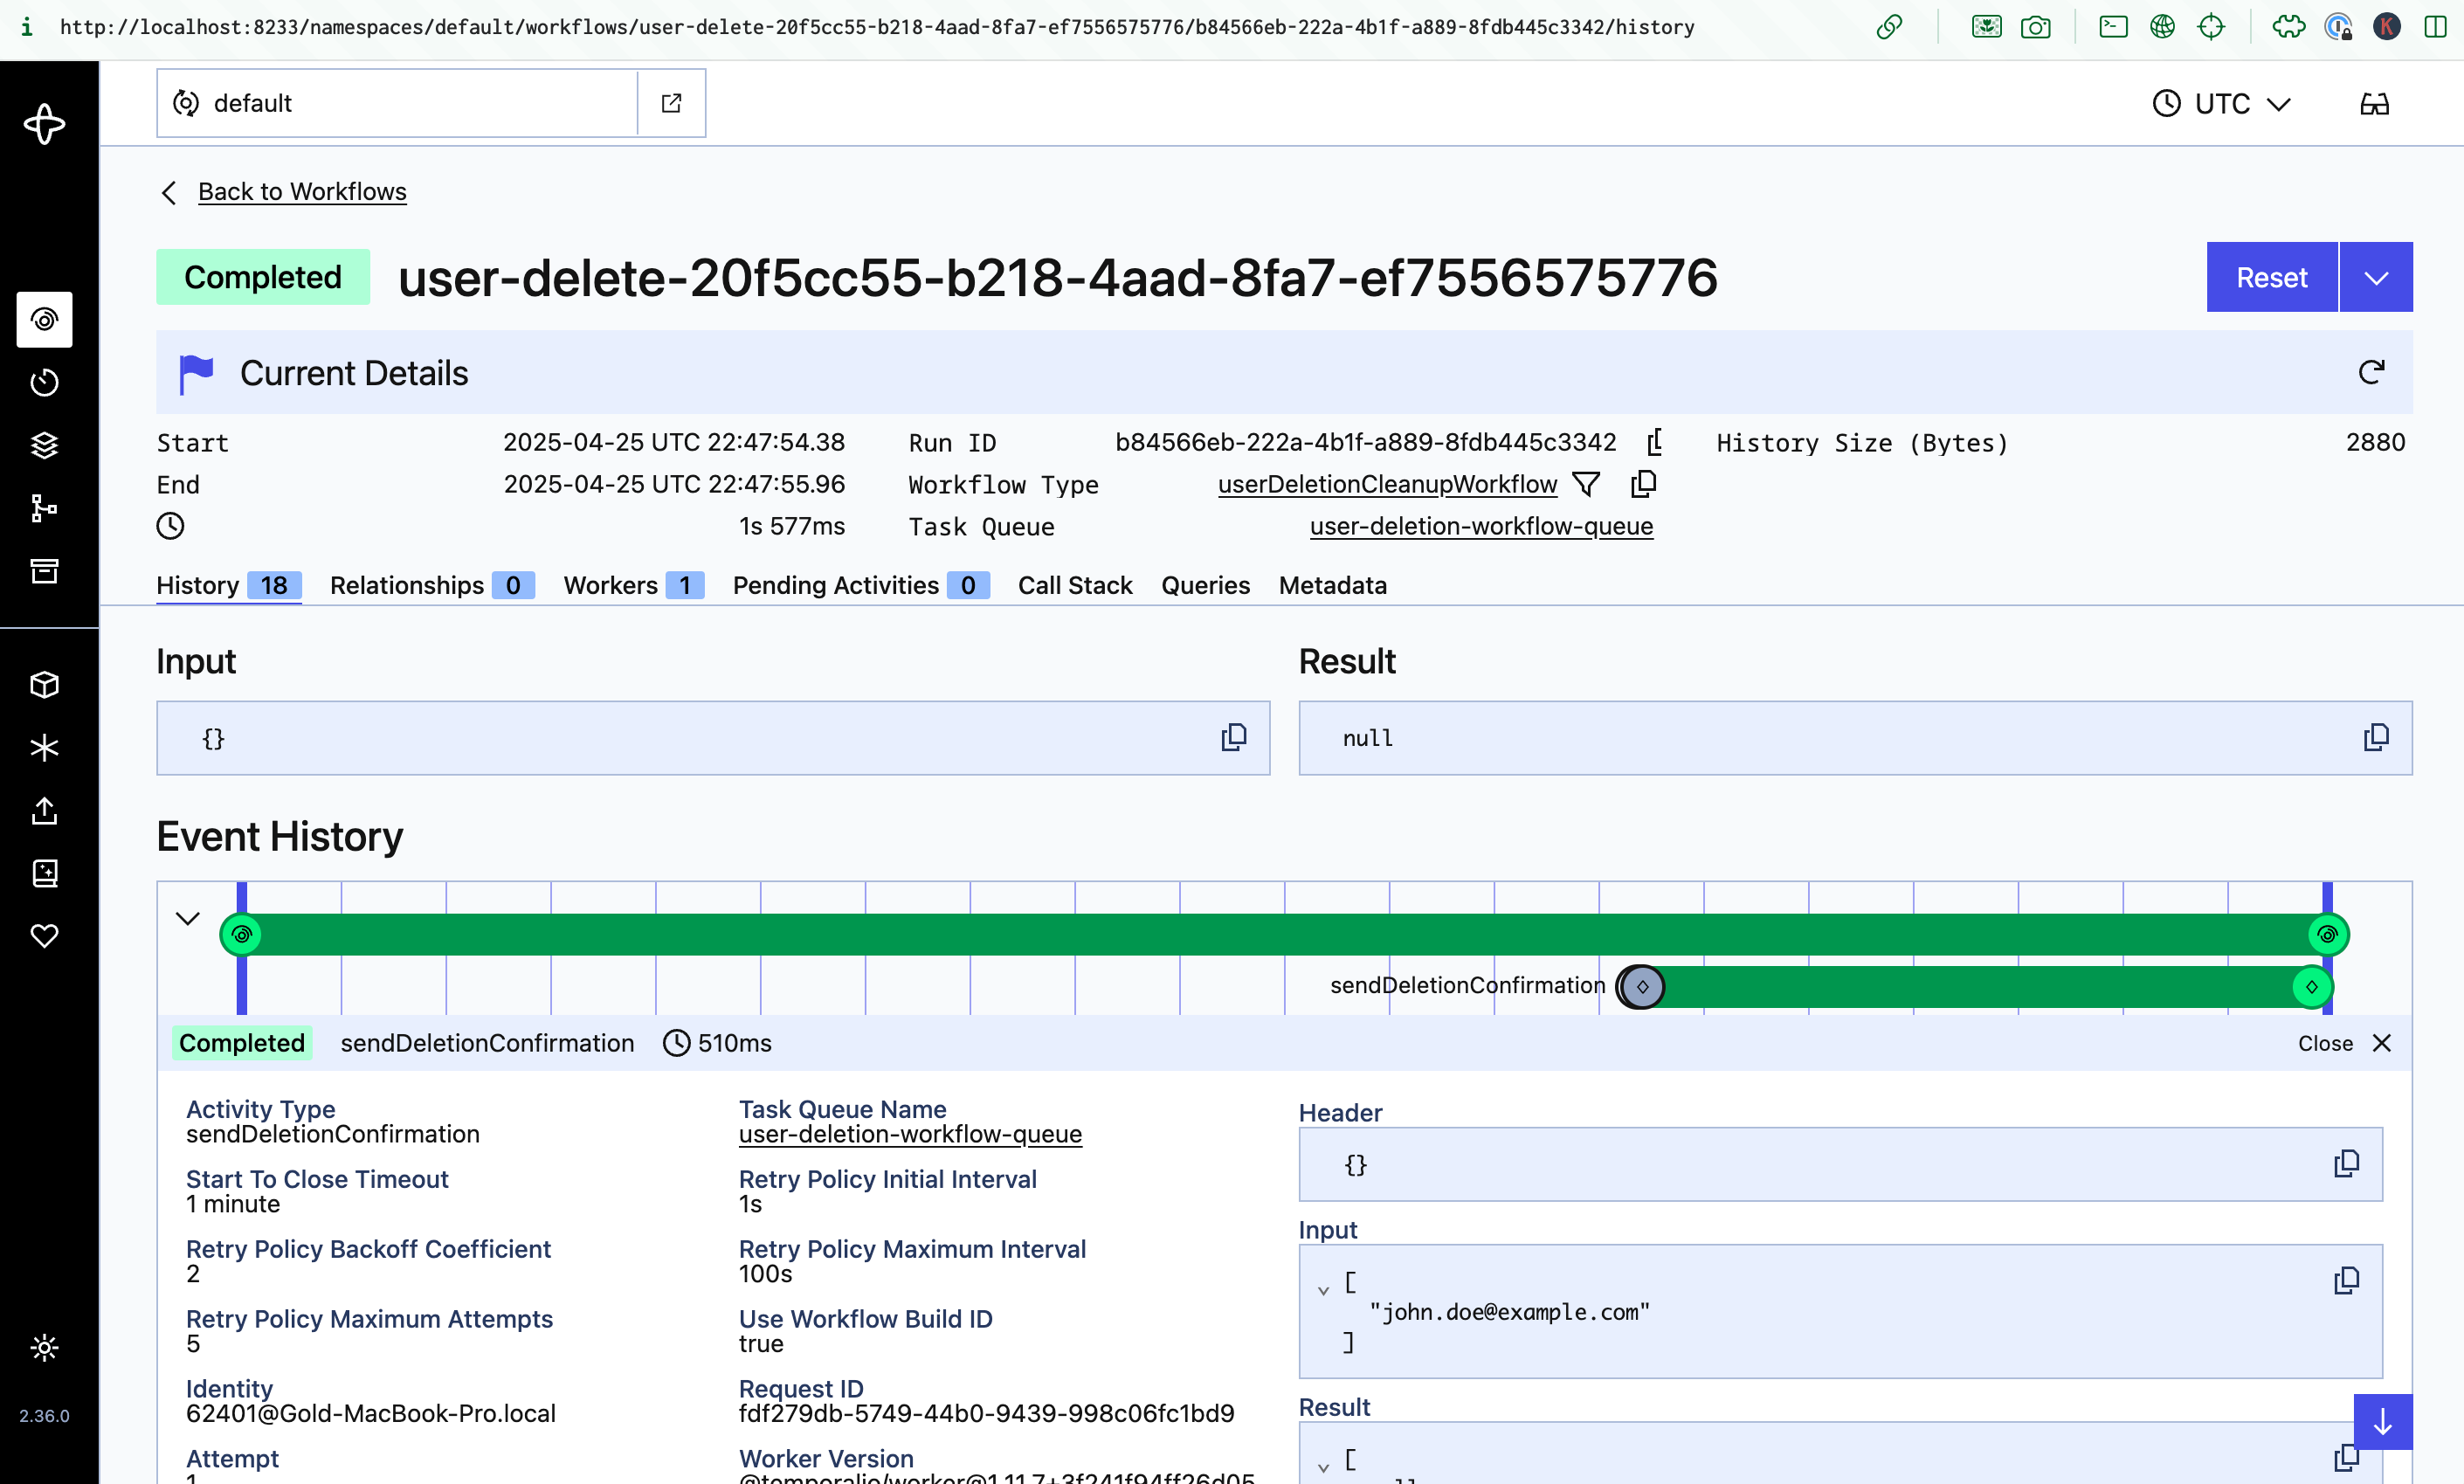 http://localhost:8233/namespaces/default/workflows/user-delete-20f5cc55-b218-4aad-8fa7-ef7556575776/b84566eb-222a-4b1f-a889-8fdb445c3342/history
K
default
UTC
Back to Workflows
Completed user-delete-20f5cc55-b218-4aad-8fa7-ef7556575776
Reset
Current Details
Start 2025-04-25 UTC 22:47:54.38 Run ID b84566eb-222a-4b1f-a889-8fdb445c3342 History Size (Bytes) 2880
End 2025-04-25 UTC 22:47:55.96 Workflow Type userDeletionCleanupWorkflow
1s 577ms Task Queue user-deletion-workflow-queue
History 18 Relationships 0 Workers 1 Pending Activities 0 Call Stack Queries Metadata
Input
{}
Result
null
Event History
sendDeletionConfirmation
Completed sendDeletionConfirmation 510ms Close
Activity Type
sendDeletionConfirmation
Start To Close Timeout
1 minute
Retry Policy Backoff Coefficient
2
Retry Policy Maximum Attempts
5
Identity
62401@Gold-MacBook-Pro.local
Attempt
1
Task Queue Name
user-deletion-workflow-queue
Retry Policy Initial Interval
1s
Retry Policy Maximum Interval
100s
Use Workflow Build ID
true
Request ID
fdf279db-5749-44b0-9439-998c06fc1bd9
Worker Version
@temporalio/worker@1.11.7+3f241f94ff26d05
Header
{}
Input
[
"john.doe@example.com"
]
Result
[
2.36.0